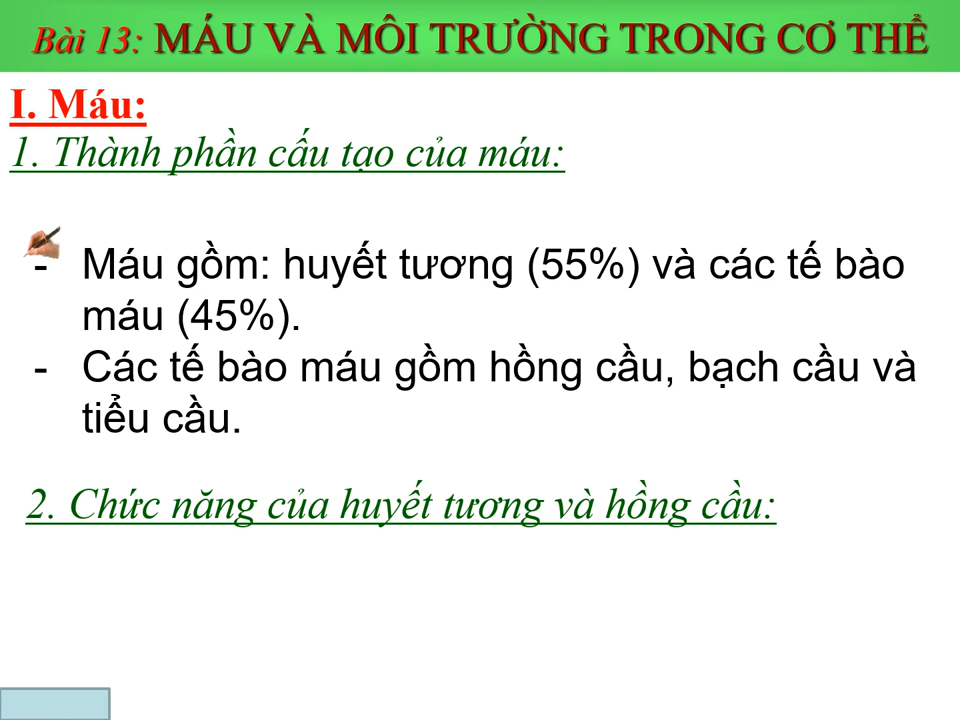 Bài 13: MÁU VÀ MÔI TRƯỜNG TRONG CƠ THỂ
I. Máu:
1. Thành phần cấu tạo của máu:
- Máu gồm: huyết tương (55%) và các tế bào
máu (45%).
- Các tế bào máu gồm hồng cầu, bạch cầu và
tiểu cầu.
2. Chức năng của huyết tương và hồng cầu: